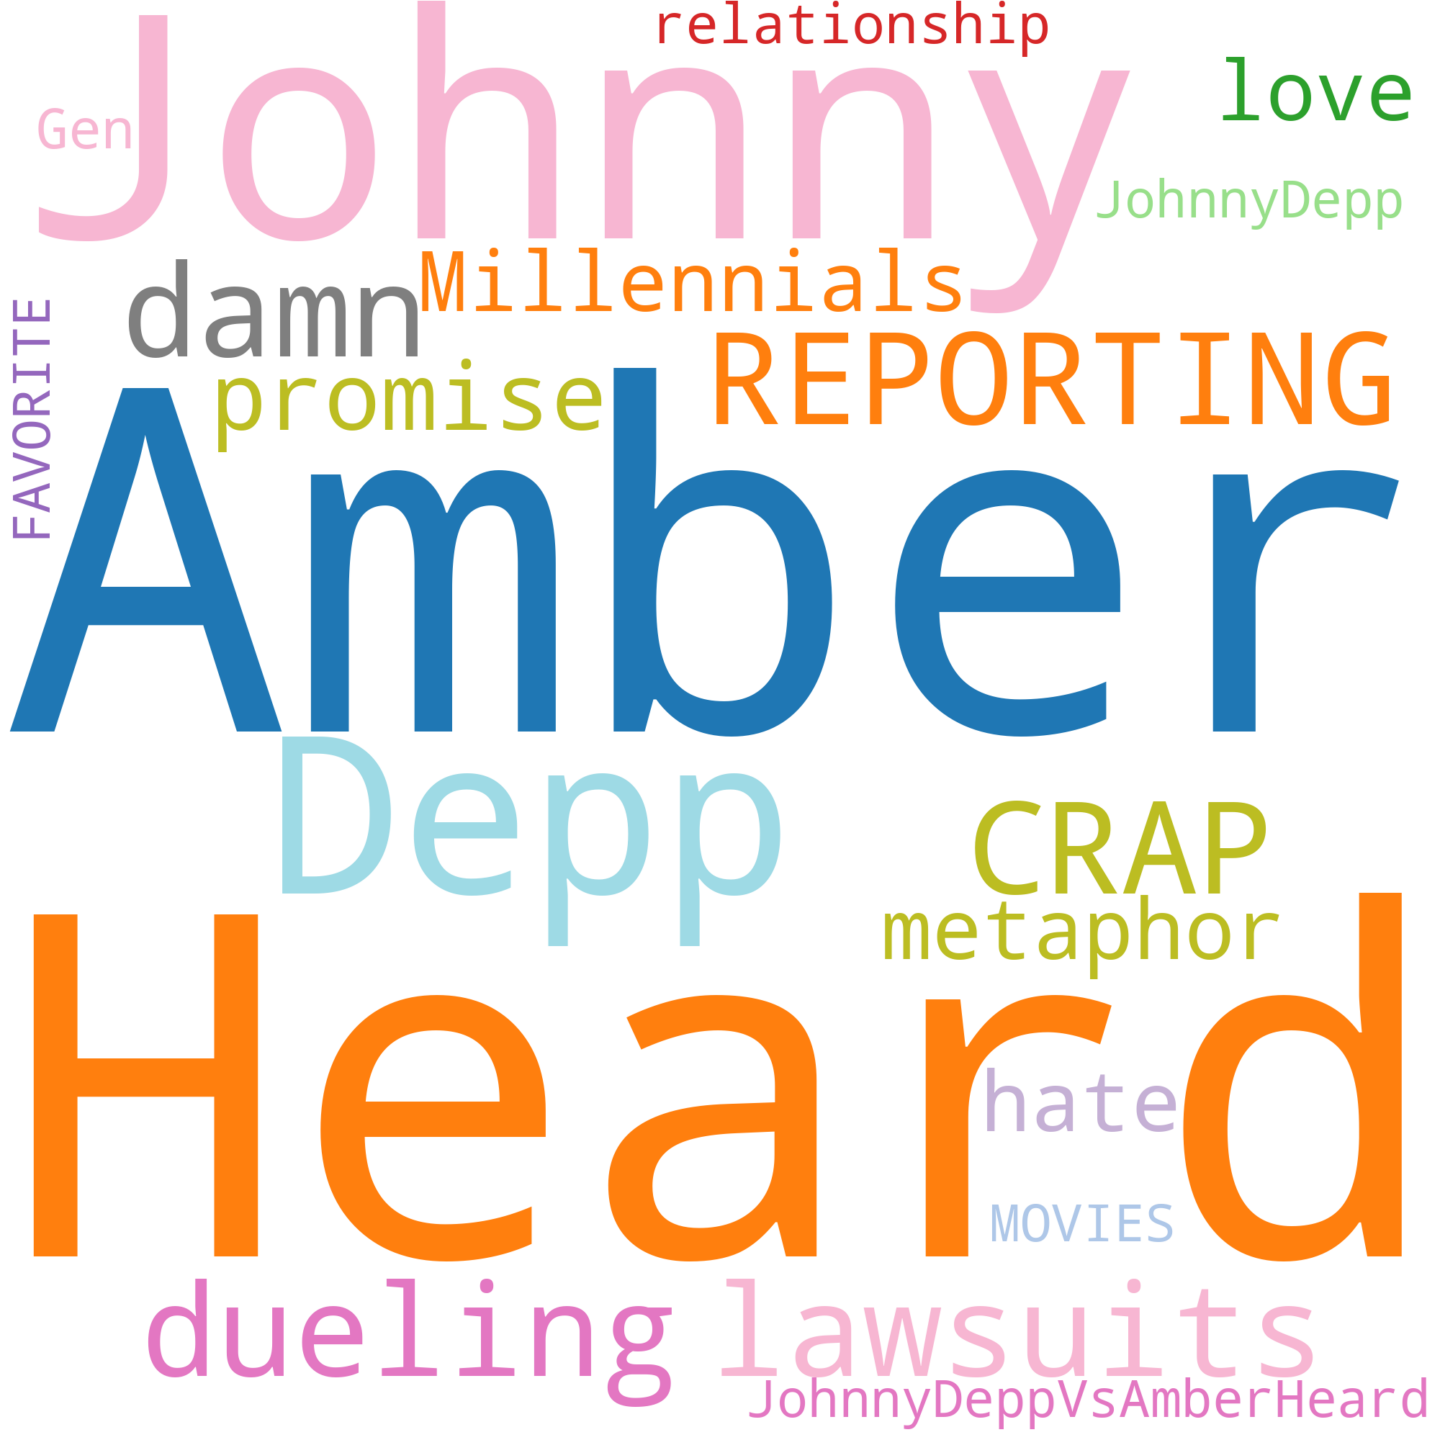 relationship
Johnny
love
Gen
JohnnyDepp
Millennials
damn
REPORTING
promise
FAVORITE
Amber
Depp
CRAP
metaphor
Heard
hate
MOVIES
dueling lawsuits
JohnnyDeppVsAmberHeard